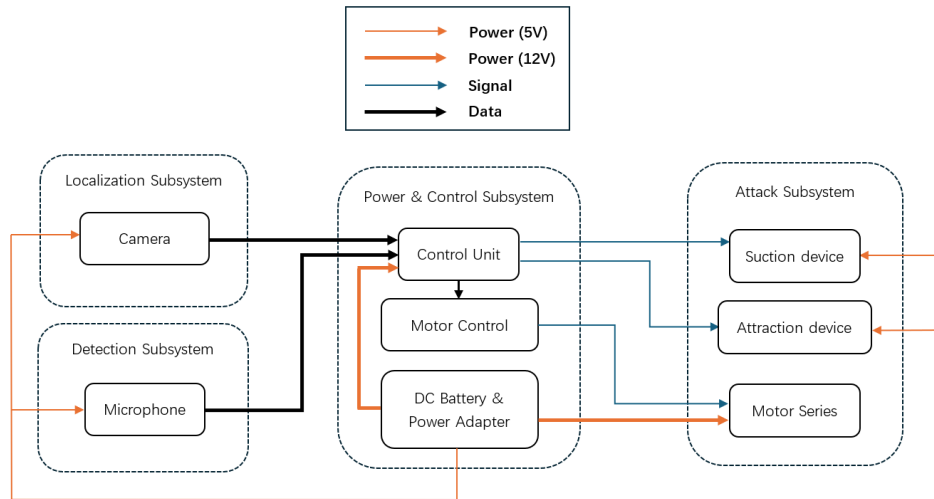 Power (5V)
Power (12V)
Signal
Data
Localization Subsystem
Camera
Detection Subsystem
Microphone
Power & Control Subsystem
Control Unit
Motor Control
DC Battery &
Power Adapter
Attack Subsystem
Suction device
Attraction device
Motor Series